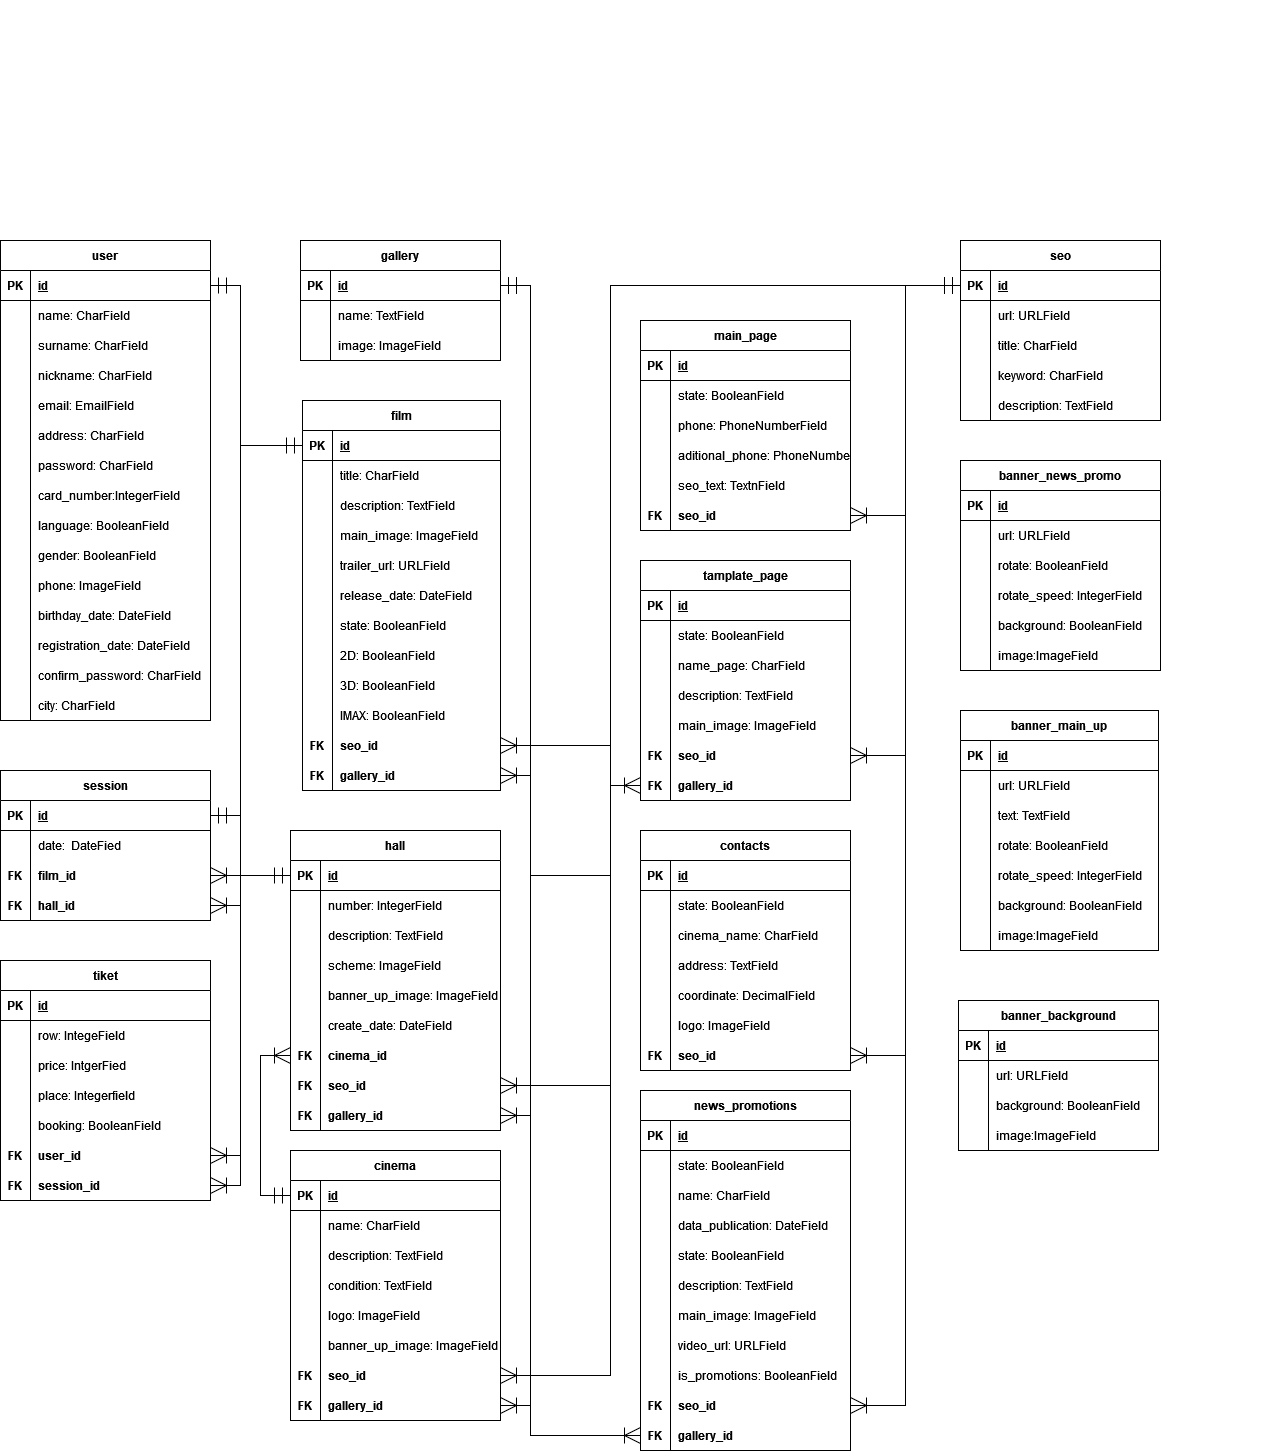 user
PK id
name: CharField
surname: CharField
nickname: CharField
email: EmailField
address: CharField
password: CharField
card_number:IntegerField
language: BooleanField
gender: BooleanField
phone: ImageField
birthday_date: DateField
registration_date: DateField
confirm_password: CharField
city: CharField
session
PK id
date: DateFied
FK film_id
FK hall_id
tiket
PK id
row: IntegeField
price: IntgerFied
place: Integerfield
booking: BooleanField
FK user_id
FK session_id
gallery
PK id
name: TextField
image: ImageField
film
PK id
title: CharField
description: TextField
main_image: ImageField
trailer_url: URLField
release_date: DateField
state: BooleanField
2D: BooleanField
3D: BooleanField
IMAX: BooleanField
FK seo_id
FK gallery_id
hall
PK id
number: IntegerField
description: TextField
scheme: ImageField
banner_up_image: ImageField
create_date: DateField
FK cinema_id
FK seo_id
FK gallery_id
cinema
PK id
name: CharField
description: TextField
condition: TextField
logo: ImageField
banner_up_image: ImageField
FK seo_id
FK gallery_id
main_page
PK id
state: BooleanField
phone: PhoneNumberField
aditional_phone: PhoneNumbe
seo_text: TextnField
FK seo_id
tamplate_page
PK id
state: BooleanField
name_page: CharField
description: TextField
main_image: ImageField
FK seo_id
FK gallery_id
contacts
PK id
state: BooleanField
cinema_name: CharField
address: TextField
coordinate: DecimalField
logo: ImageField
FK seo_id
news_promotions
PK id
state: BooleanField
name: CharField
data_publication: DateField
state: BooleanField
description: TextField
main_image: ImageField
video_url: URLField
is_promotions: BooleanField
FK seo_id
FK gallery_id
seo
PK id
url: URLField
title: CharField
keyword: CharField
description: TextField
banner_news_promo
PK id
url: URLField
rotate: BooleanField
rotate_speed: IntegerField
background: BooleanField
image:ImageField
banner_main_up
PK id
url: URLField
text: TextField
rotate: BooleanField
rotate_speed: IntegerField
background: BooleanField
image:ImageField
banner_background
PK id
url: URLField
background: BooleanField
image:ImageField